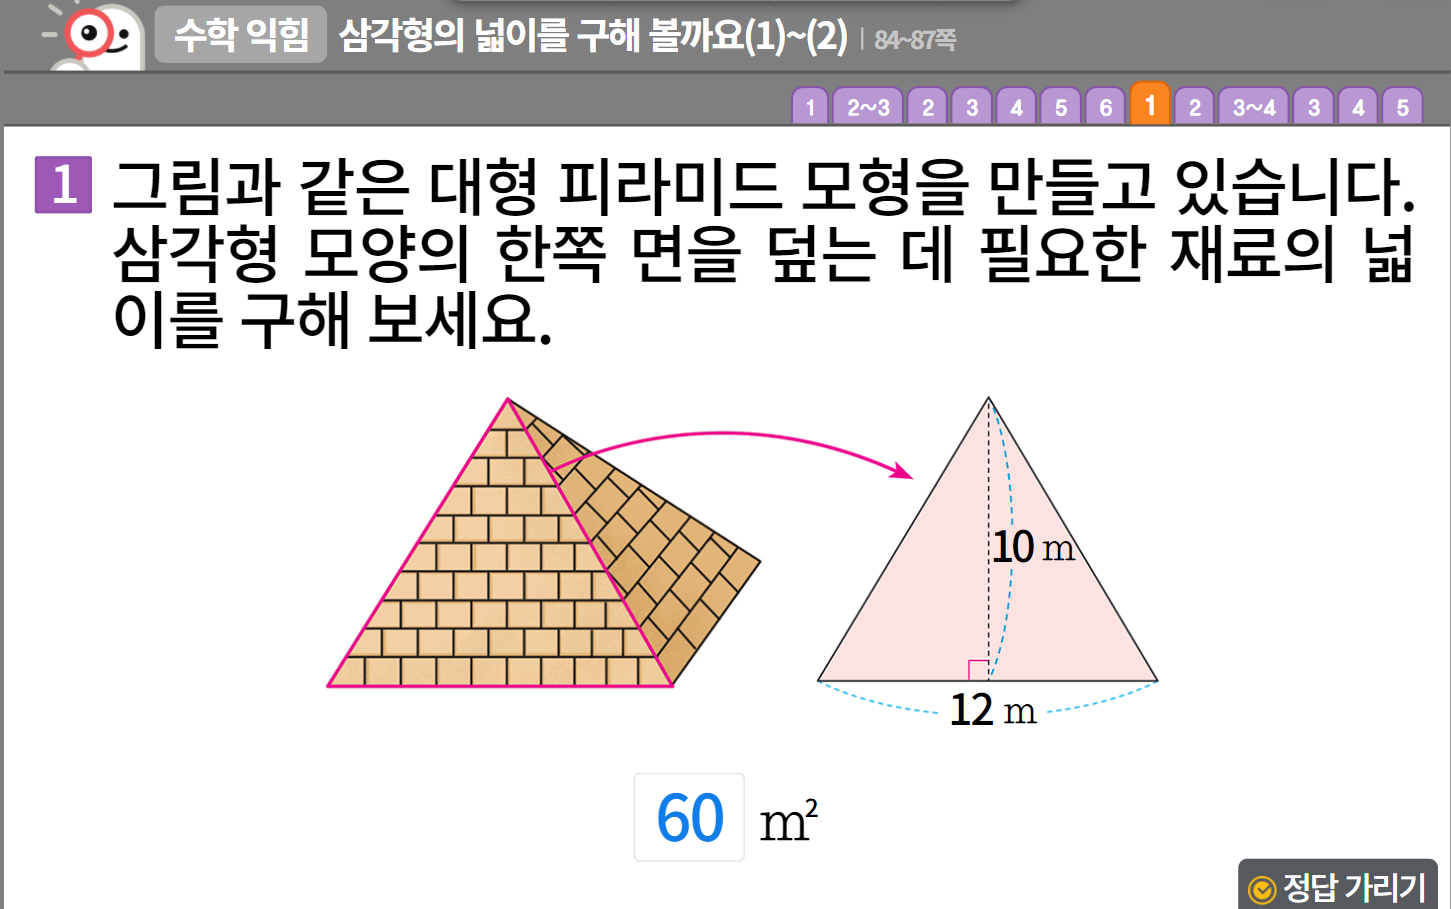 수학 익힘 삼각형의 넓이를 구해 볼까요(1)~(2) | 84~87쪽
1 2~3 2 3 4 5 6 1 2 3~4 3 4 5
1 그림과 같은 대형 피라미드 모형을 만들고 있습니다.
삼각형 모양의 한쪽 면을 덮는 데 필요한 재료의 넓
이를 구해 보세요.
10 m
12 m
60 m²
정답 가리기